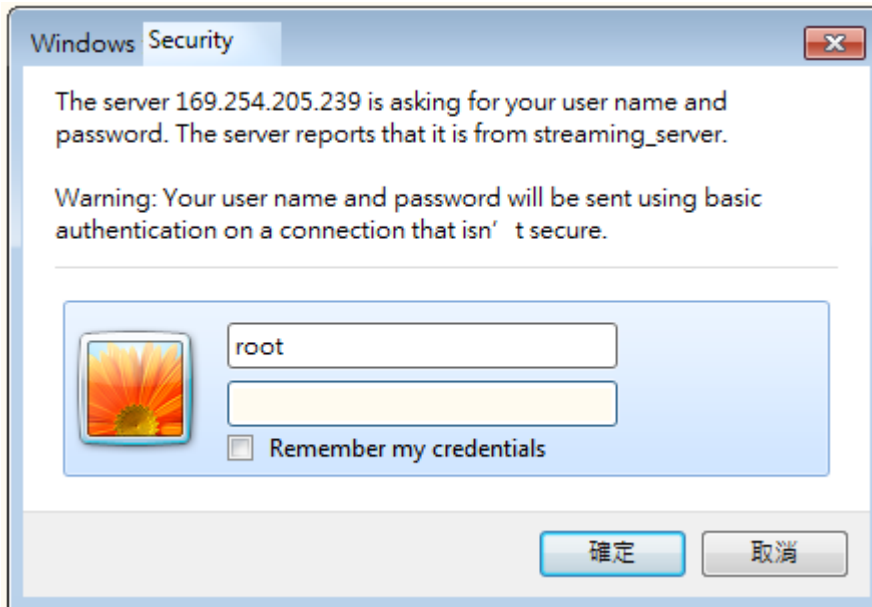 Windows Security
The server 169.254.205.239 is asking for your user name and
password. The server reports that it is from streaming_server.
Warning: Your user name and password will be sent using basic
authentication on a connection that isn’ t secure.
root
Remember my credentials
確定 取消